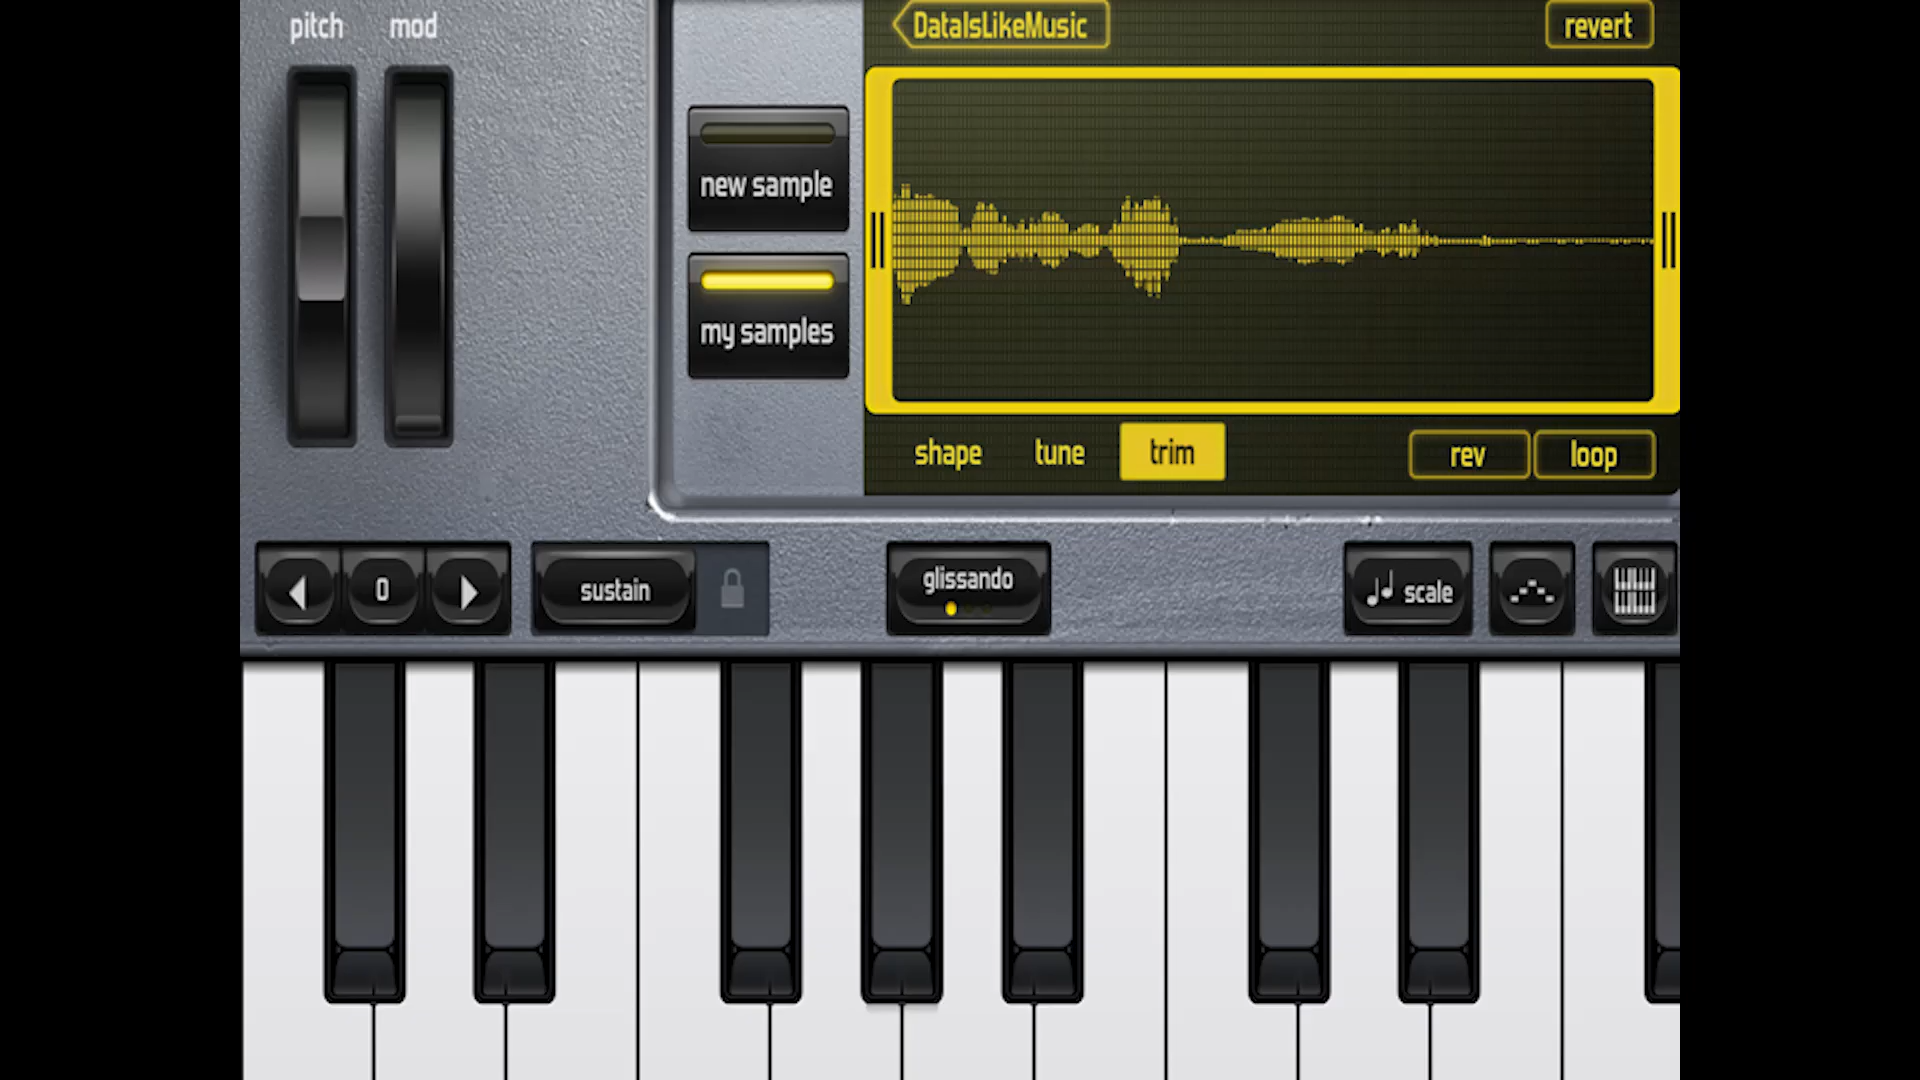 pitch mod
DataIsLikeMusic
revert
new sample
my samples
shape tune trim
rev loop
0
sustain
glissando
scale